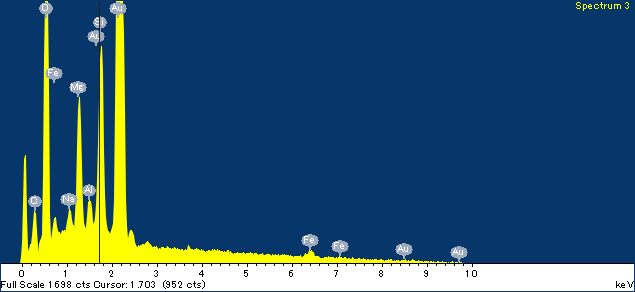 Spectrum 3
O Si Au
Au
Fe
Mg
Al
C Na
Fe Fe Au Au
0 1 2 3 4 5 6 7 8 9 10
Full Scale 1698 cts Cursor: 1.703 (952 cts) keV